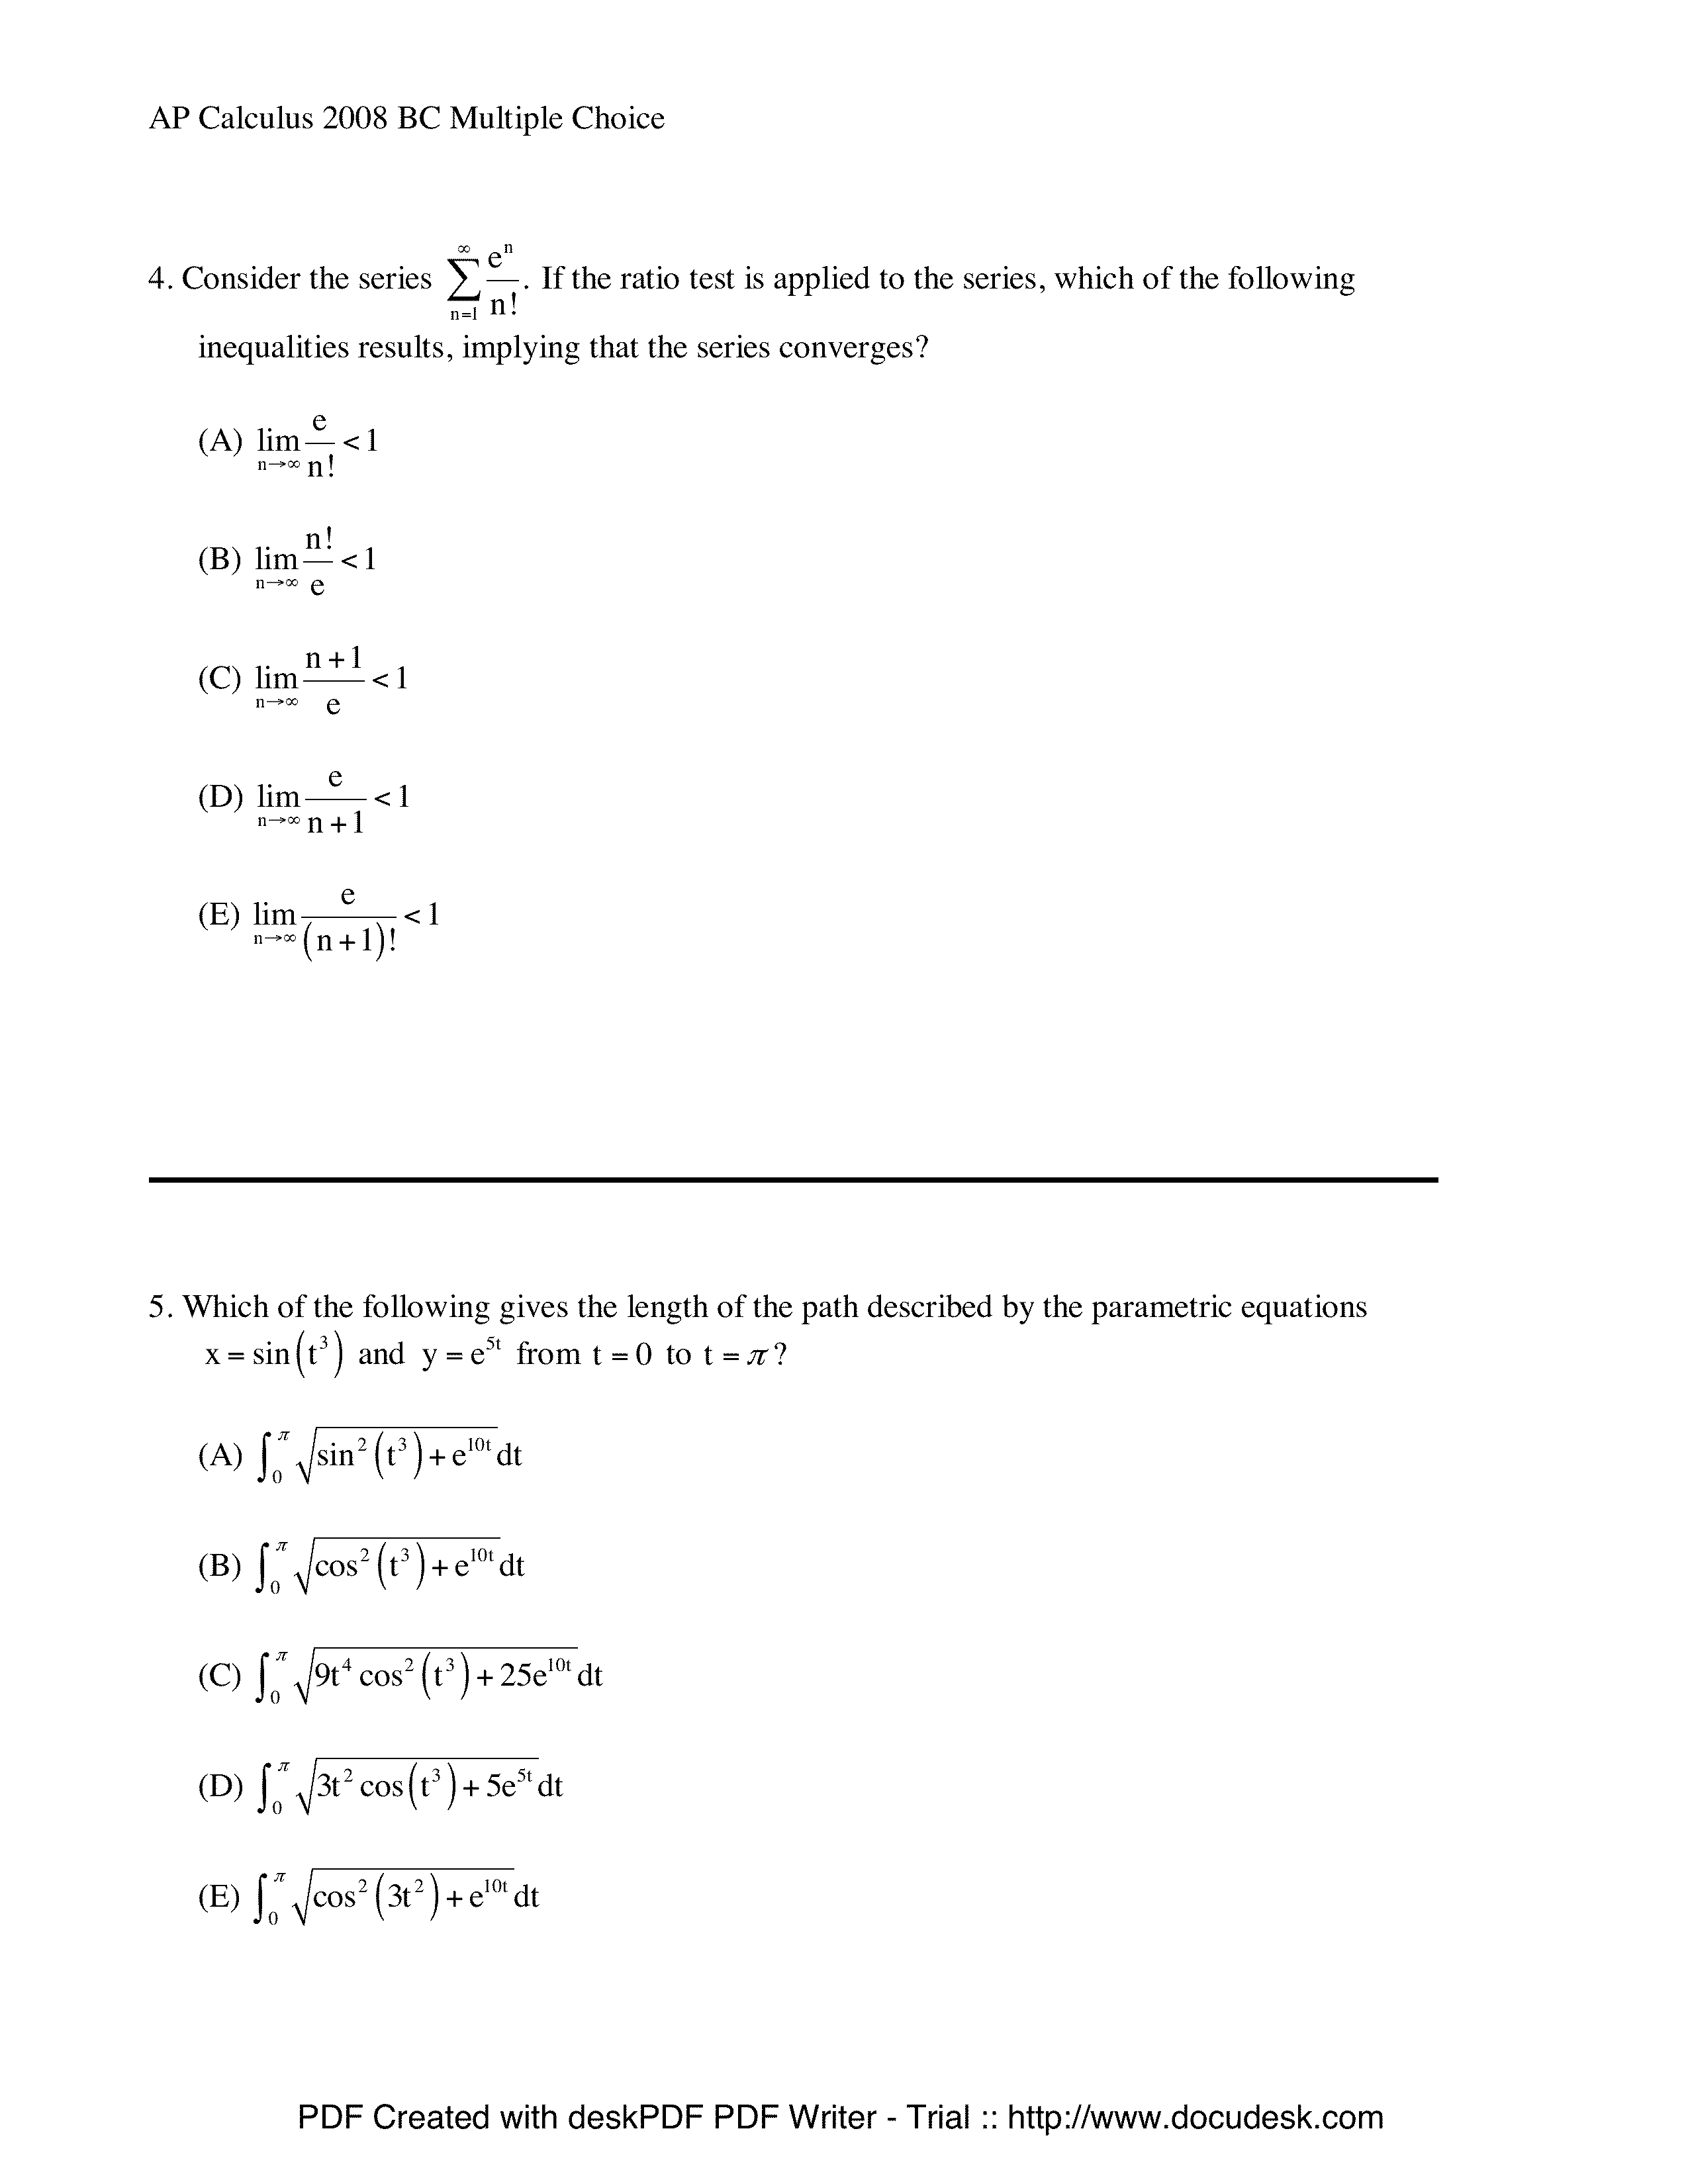 AP Calculus 2008 BC Multiple Choice
4. Consider the series $\sum_{n=1}^{\infty} \frac{e^n}{n!}$. If the ratio test is applied to the series, which of the following
inequalities results, implying that the series converges?
(A) $\lim_{n \to \infty} \frac{e}{n!} < 1$
(B) $\lim_{n \to \infty} \frac{n!}{e} < 1$
(C) $\lim_{n \to \infty} \frac{n+1}{e} < 1$
(D) $\lim_{n \to \infty} \frac{e}{n+1} < 1$
(E) $\lim_{n \to \infty} \frac{e}{(n+1)!} < 1$
5. Which of the following gives the length of the path described by the parametric equations
$x = \sin(t^3)$ and $y = e^{5t}$ from $t = 0$ to $t = \pi$?
(A) $\int_0^{\pi} \sqrt{\sin^2(t^3) + e^{10t}} dt$
(B) $\int_0^{\pi} \sqrt{\cos^2(t^3) + e^{10t}} dt$
(C) $\int_0^{\pi} \sqrt{9t^4 \cos^2(t^3) + 25e^{10t}} dt$
(D) $\int_0^{\pi} \sqrt{3t^2 \cos(t^3) + 5e^{5t}} dt$
(E) $\int_0^{\pi} \sqrt{\cos^2(3t^2) + e^{10t}} dt$
PDF Created with deskPDF PDF Writer - Trial :: http://www.docudesk.com